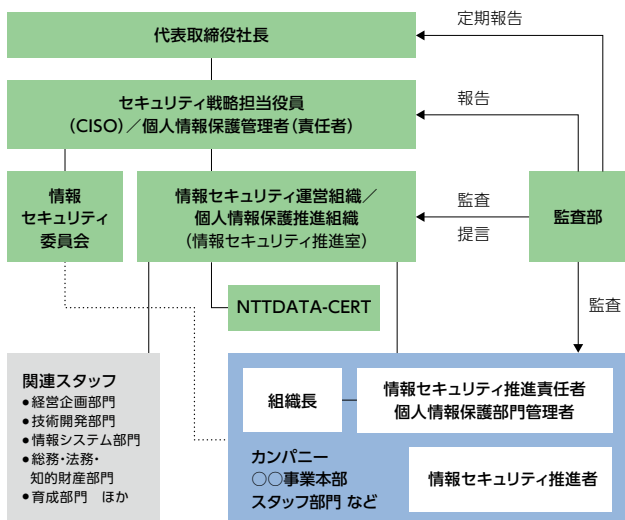 代表取締役社長
定期報告
セキュリティ戦略担当役員
（CISO）／個人情報保護管理者（責任者）
報告
情報
セキュリティ
委員会
情報セキュリティ運営組織／
個人情報保護推進組織
（情報セキュリティ推進室）
監査
提言
監査部
NTTDATA-CERT
監査
関連スタッフ
●経営企画部門
●技術開発部門
●情報システム部門
●総務・法務・
知的財産部門
●育成部門　ほか
組織長
情報セキュリティ推進責任者
個人情報保護部門管理者
カンパニー
○○事業本部
スタッフ部門 など
情報セキュリティ推進者